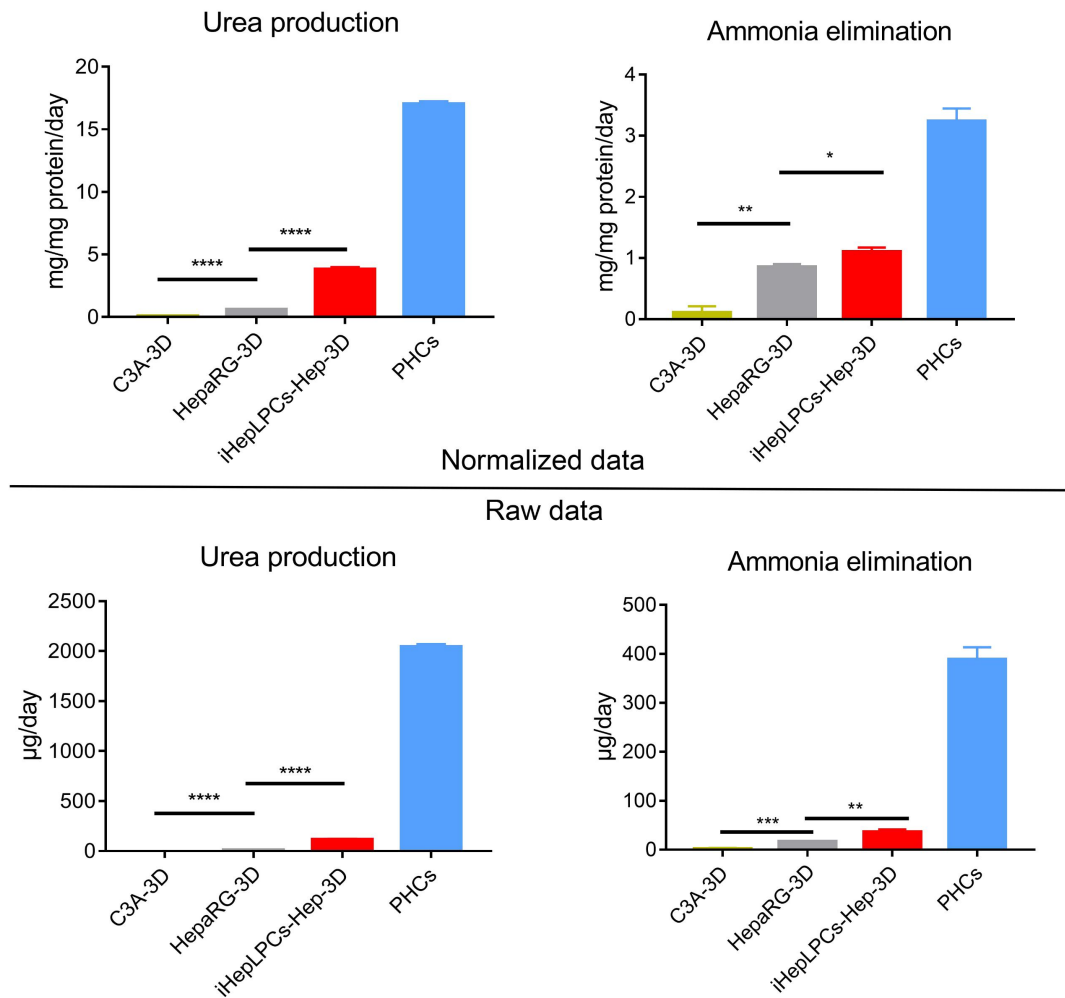 Urea production
mg/mg protein/day
20
15
10
5
0
****
****
C3A-3D
HepaRG-3D
iHepLPCs-Hep-3D
PHCs
Ammonia elimination
mg/mg protein/day
4
3
2
1
0
**
*
C3A-3D
HepaRG-3D
iHepLPCs-Hep-3D
PHCs
Normalized data
Raw data
Urea production
µg/day
2500
2000
1500
1000
500
0
****
****
C3A-3D
HepaRG-3D
iHepLPCs-Hep-3D
PHCs
Ammonia elimination
µg/day
500
400
300
200
100
0
***
**
C3A-3D
HepaRG-3D
iHepLPCs-Hep-3D
PHCs